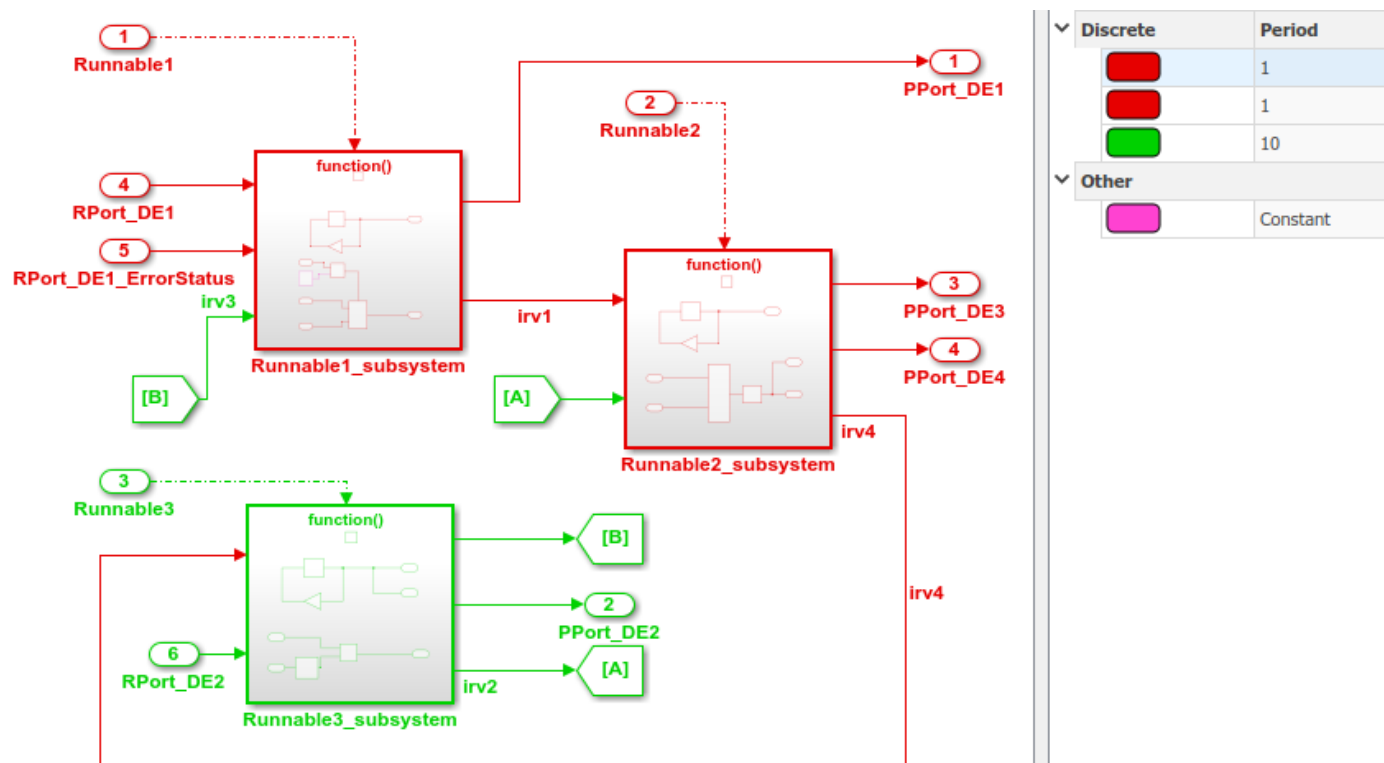 1
Runnable1
1
PPort_DE1
2
Runnable2
function()
4
RPort_DE1
5
RPort_DE1_ErrorStatus
irv3
irv1
Runnable1_subsystem
[B]
function()
3
PPort_DE3
4
PPort_DE4
[A]
irv4
Runnable2_subsystem
3
Runnable3
function()
[B]
irv4
2
PPort_DE2
6
RPort_DE2
[A]
irv2
Runnable3_subsystem
Discrete Period
1
1
10
Other
Constant